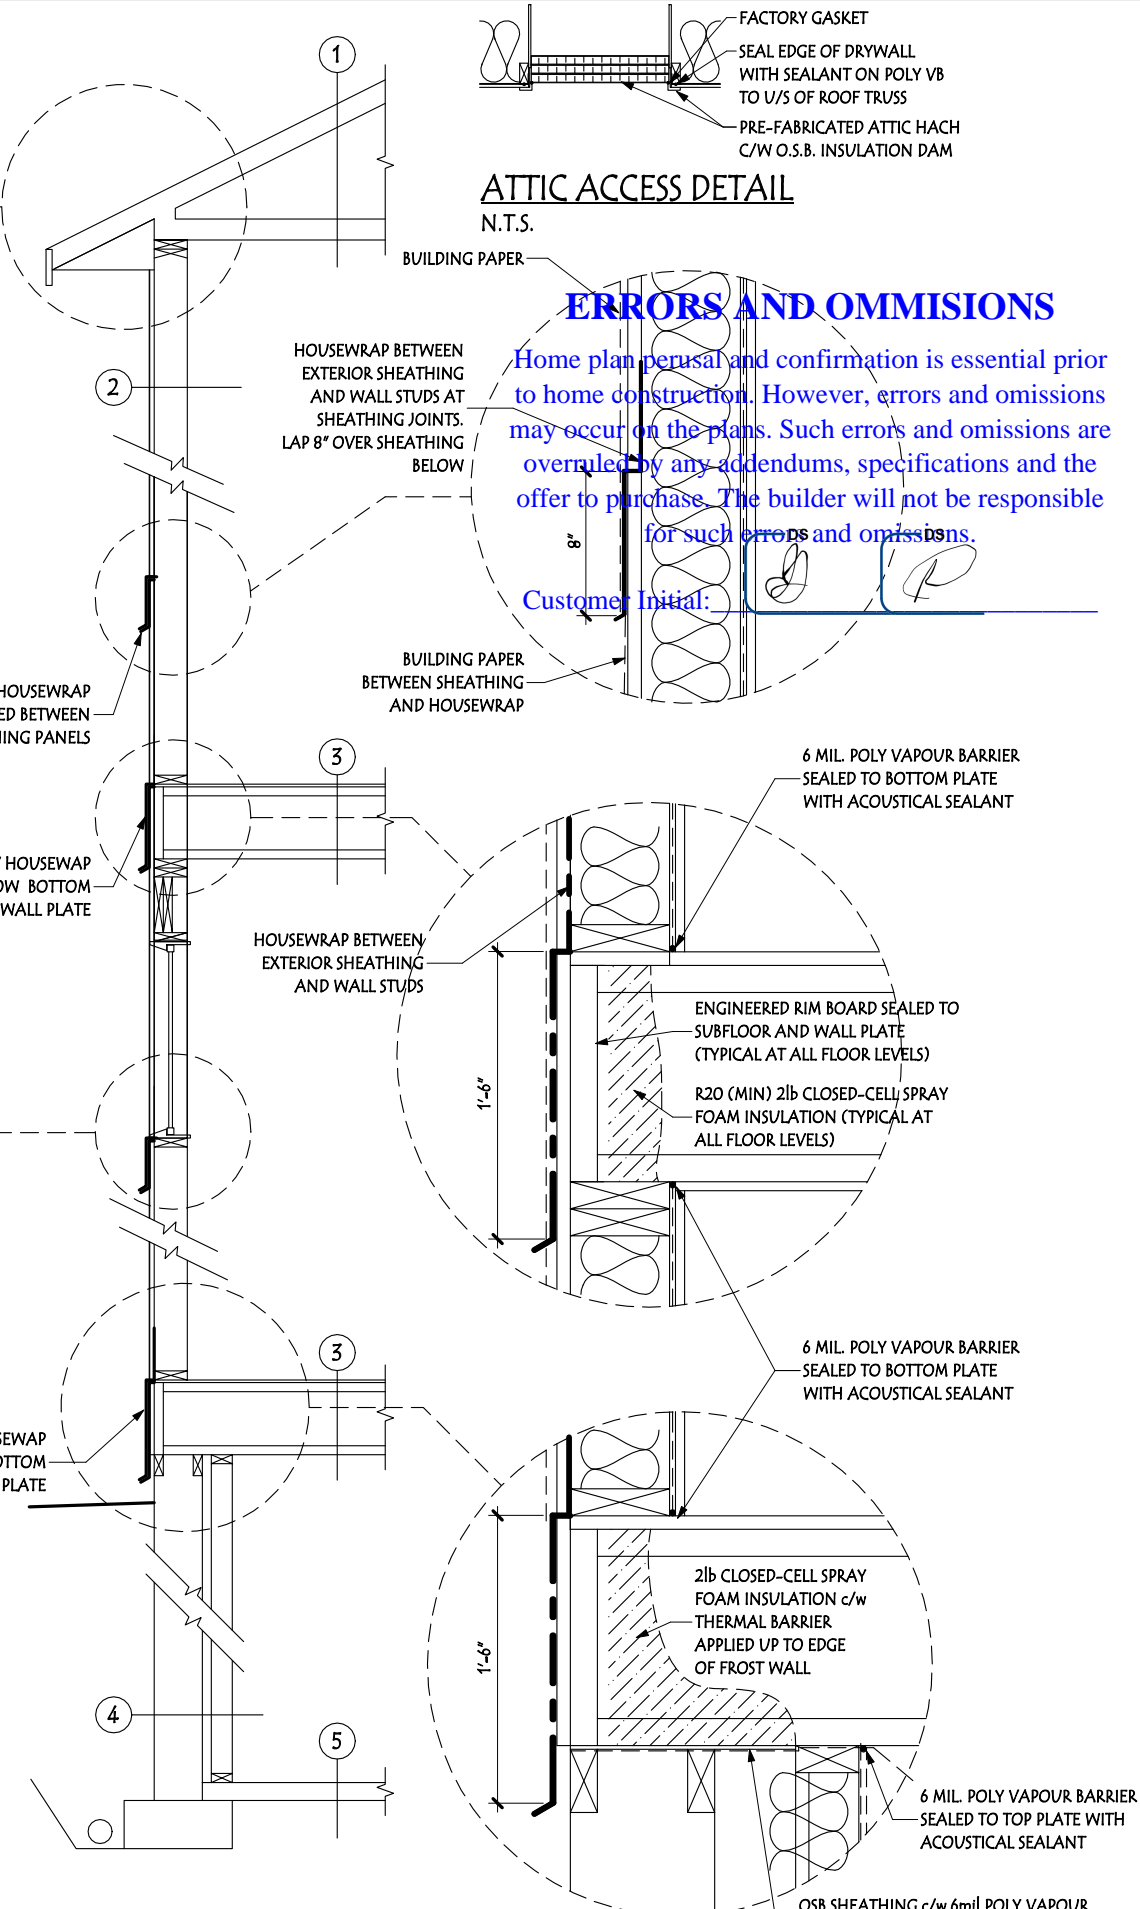 1
FACTORY GASKET
SEAL EDGE OF DRYWALL
WITH SEALANT ON POLY VB
TO U/S OF ROOF TRUSS
PRE-FABRICATED ATTIC HACH
C/W O.S.B. INSULATION DAM
ATTIC ACCESS DETAIL
N.T.S.
BUILDING PAPER
ERRORS AND OMMISIONS
Home plan perusal and confirmation is essential prior
to home construction. However, errors and omissions
may occur on the plans. Such errors and omissions are
overruled by any addendums, specifications and the
offer to purchase. The builder will not be responsible
for such errors and omissions.
DS
DS
Customer Initial:
HOUSEWRAP BETWEEN
EXTERIOR SHEATHING
AND WALL STUDS AT
SHEATHING JOINTS.
LAP 8" OVER SHEATHING
BELOW
2
8"
BUILDING PAPER
BETWEEN SHEATHING
AND HOUSEWRAP
HOUSEWRAP
ED BETWEEN
HING PANELS
3
6 MIL. POLY VAPOUR BARRIER
SEALED TO BOTTOM PLATE
WITH ACOUSTICAL SEALANT
HOUSEWAP
OW BOTTOM
WALL PLATE
HOUSEWRAP BETWEEN
EXTERIOR SHEATHING
AND WALL STUDS
1'-6"
ENGINEERED RIM BOARD SEALED TO
SUBFLOOR AND WALL PLATE
(TYPICAL AT ALL FLOOR LEVELS)
R20 (MIN) 2lb CLOSED-CELL SPRAY
FOAM INSULATION (TYPICAL AT
ALL FLOOR LEVELS)
3
6 MIL. POLY VAPOUR BARRIER
SEALED TO BOTTOM PLATE
WITH ACOUSTICAL SEALANT
SEWAP
OTTOM
PLATE
1'-6"
2lb CLOSED-CELL SPRAY
FOAM INSULATION c/w
THERMAL BARRIER
APPLIED UP TO EDGE
OF FROST WALL
4
5
6 MIL. POLY VAPOUR BARRIER
SEALED TO TOP PLATE WITH
ACOUSTICAL SEALANT
OSB SHEATHING c/w 6mil POLY VAPOUR